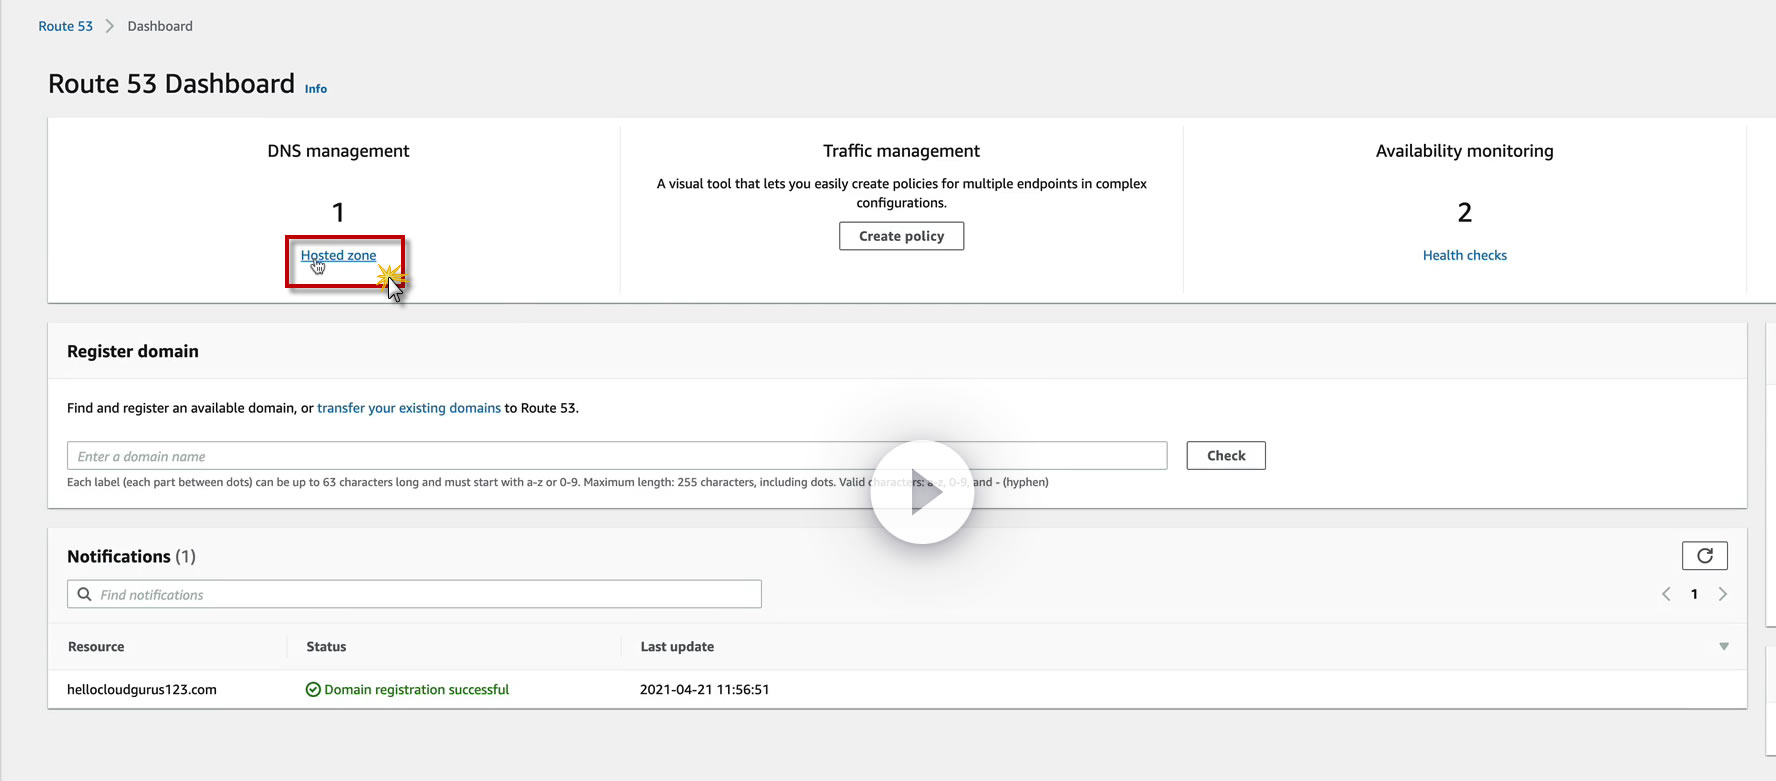 Route 53 > Dashboard
Route 53 Dashboard Info
DNS management
1
Hosted zone
Traffic management
A visual tool that lets you easily create policies for multiple endpoints in complex
configurations.
Create policy
Availability monitoring
2
Health checks
Register domain
Find and register an available domain, or transfer your existing domains to Route 53.
Enter a domain name
Check
Each label (each part between dots) can be up to 63 characters long and must start with a-z or 0-9. Maximum length: 255 characters, including dots. Valid characters: a-z, 0-9, and - (hyphen)
Notifications (1)
Find notifications
< 1 >
Resource Status Last update
hellocloudgurus123.com Domain registration successful 2021-04-21 11:56:51